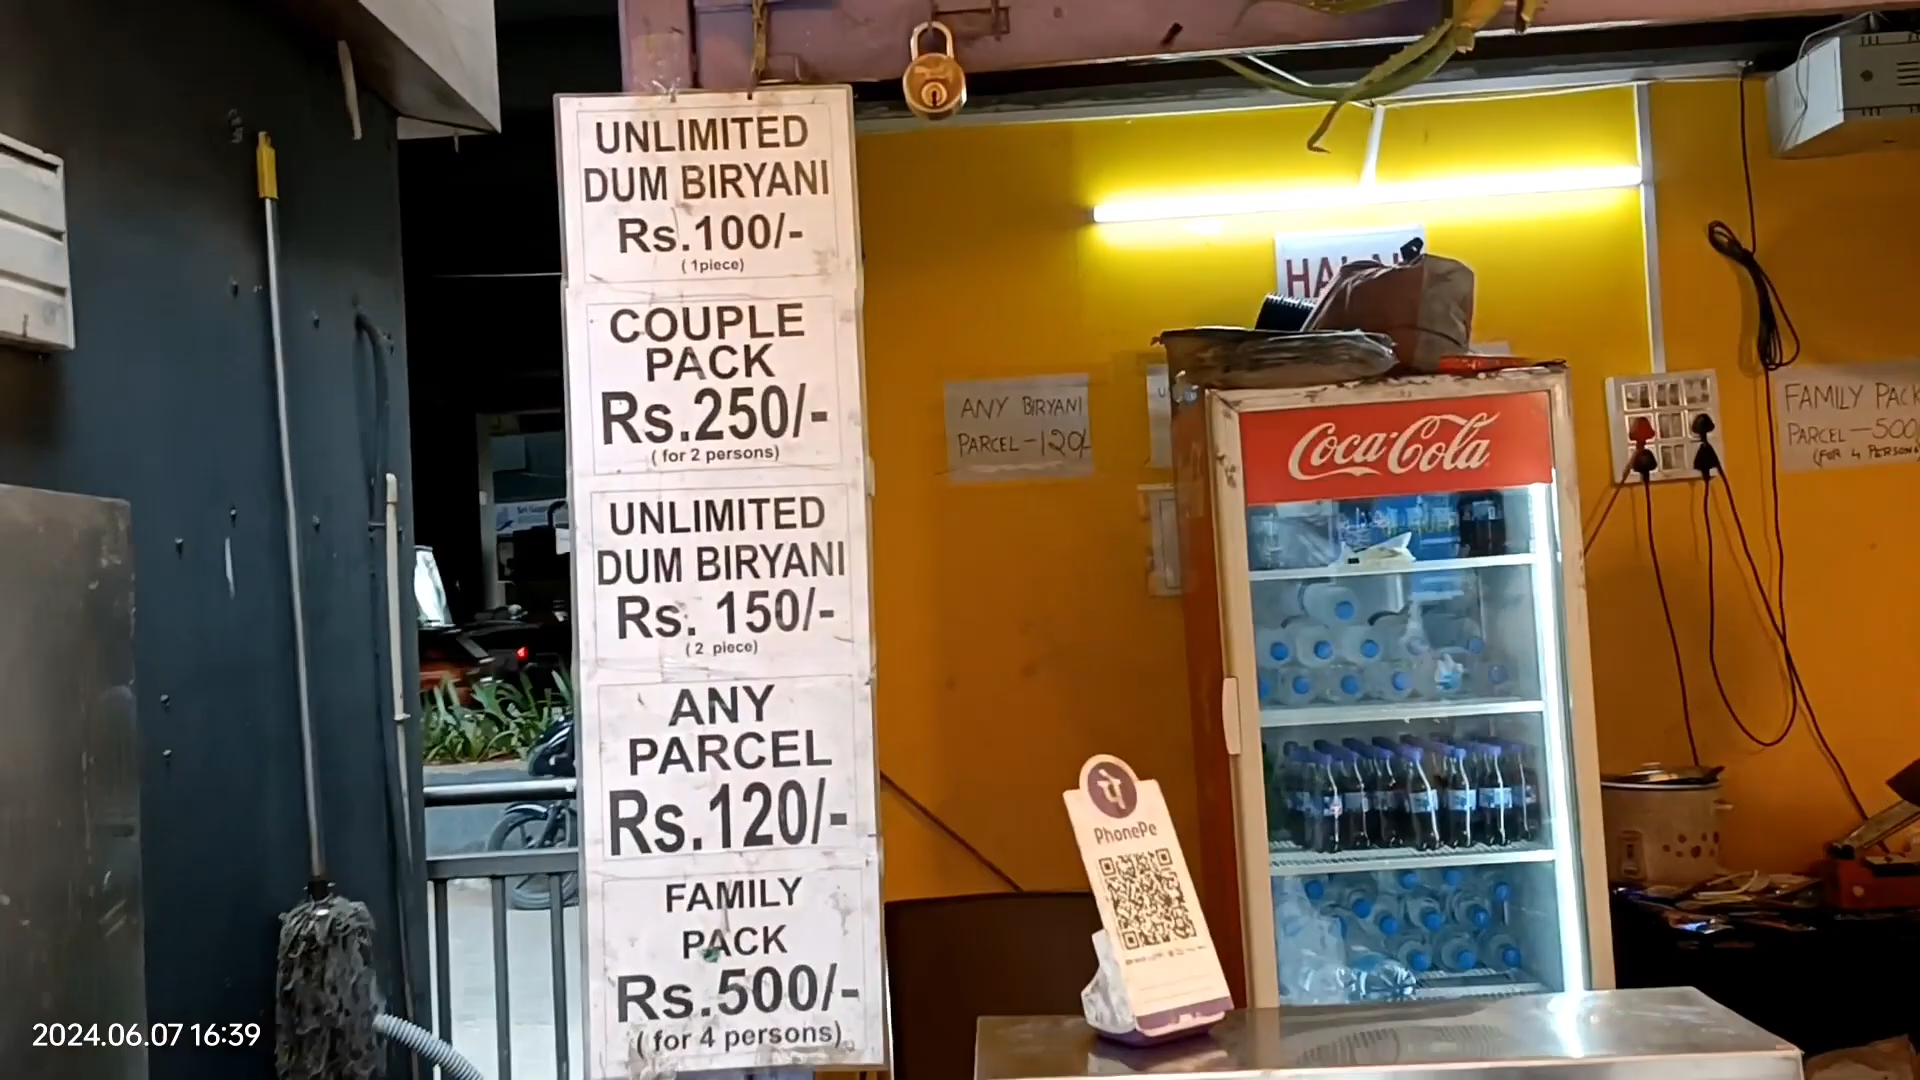 UNLIMITED
DUM BIRYANI
Rs.100/-
( 1piece)
COUPLE
PACK
Rs.250/-
( for 2 persons)
UNLIMITED
DUM BIRYANI
Rs. 150/-
( 2 piece)
ANY
PARCEL
Rs.120/-
FAMILY
PACK
Rs.500/-
( for 4 persons)
ANY BIRYANI
PARCEL-120/-
Coca-Cola
FAMILY PACK
PARCEL-500/
(FOR 4 PERSONS
पे
PhonePe
2024.06.07 16:39